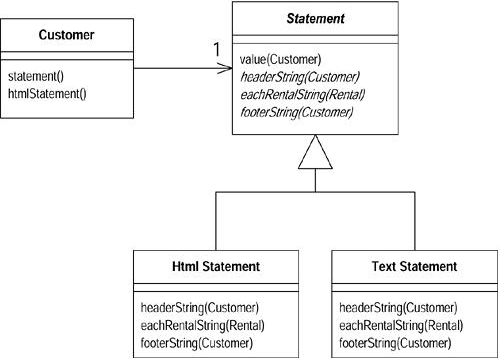 Customer
statement()
htmlStatement()
1
Statement
value(Customer)
headerString(Customer)
eachRentalString(Rental)
footerString(Customer)
Html Statement
headerString(Customer)
eachRentalString(Rental)
footerString(Customer)
Text Statement
headerString(Customer)
eachRentalString(Rental)
footerString(Customer)